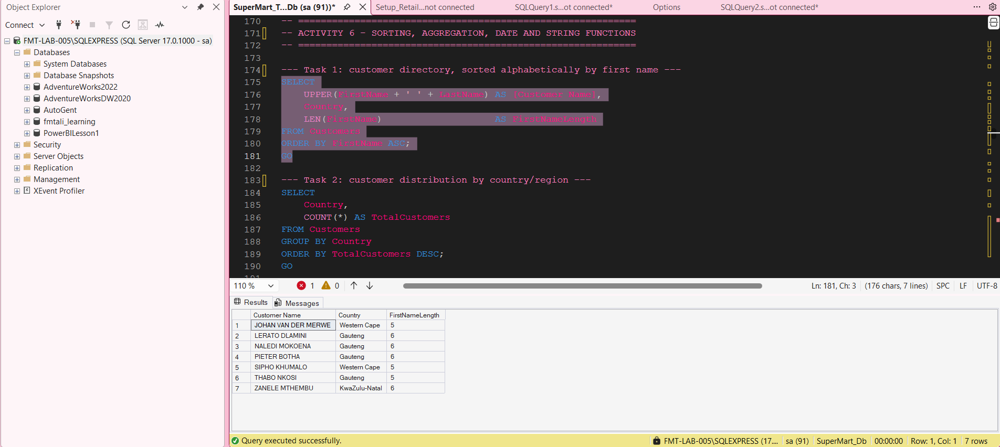 Object Explorer
Connect
FMT-LAB-005\SQLEXPRESS (SQL Server 17.0.1000 - sa)
Databases
System Databases
Database Snapshots
AdventureWorks2022
AdventureWorksDW2020
AutoGent
fmtali_learning
PowerBILesson1
Security
Server Objects
Replication
Management
XEvent Profiler
SuperMart_T...Db (sa (91))* Setup_Retail...not connected SQLQuery1.s...ot connected* Options SQLQuery2.s...ot connected*
170 -- ============================================================
171 -- ACTIVITY 6 - SORTING, AGGREGATION, DATE AND STRING FUNCTIONS
172 -- ============================================================
173
174 --- Task 1: customer directory, sorted alphabetically by first name ---
175 SELECT
176 UPPER(FirstName + ' ' + LastName) AS [Customer Name],
177 Country,
178 LEN(FirstName) AS FirstNameLength
179 FROM Customers
180 ORDER BY FirstName ASC;
181 GO
182
183 --- Task 2: customer distribution by country/region ---
184 SELECT
185 Country,
186 COUNT(*) AS TotalCustomers
187 FROM Customers
188 GROUP BY Country
189 ORDER BY TotalCustomers DESC;
190 GO
191
110 % 1 0 Ln: 181, Ch: 3 (176 chars, 7 lines) SPC LF UTF-8
Results Messages
Customer Name Country FirstNameLength
1 JOHAN VAN DER MERWE Western Cape 5
2 LERATO DLAMINI Gauteng 6
3 NALEDI MOKOENA Gauteng 6
4 PIETER BOTHA Gauteng 6
5 SIPHO KHUMALO Western Cape 5
6 THABO NKOSI Gauteng 5
7 ZANELE MTHEMBU KwaZulu-Natal 6
Query executed successfully. FMT-LAB-005\SQLEXPRESS (17.... sa (91) SuperMart_Db 00:00:00 Row: 1, Col: 1 7 rows